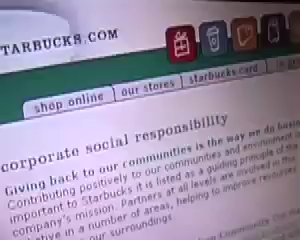 TARBUCKS.COM
shop online | our stores | starbucks card
corporate social responsibility
Giving back to our communities is the way we do busin
Contributing positively to our communities and environment
important to Starbucks it is listed as a guiding principle of the
company's mission. Partners at all levels are involved in this
in a number of areas, helping to improve resources
our surroundings.